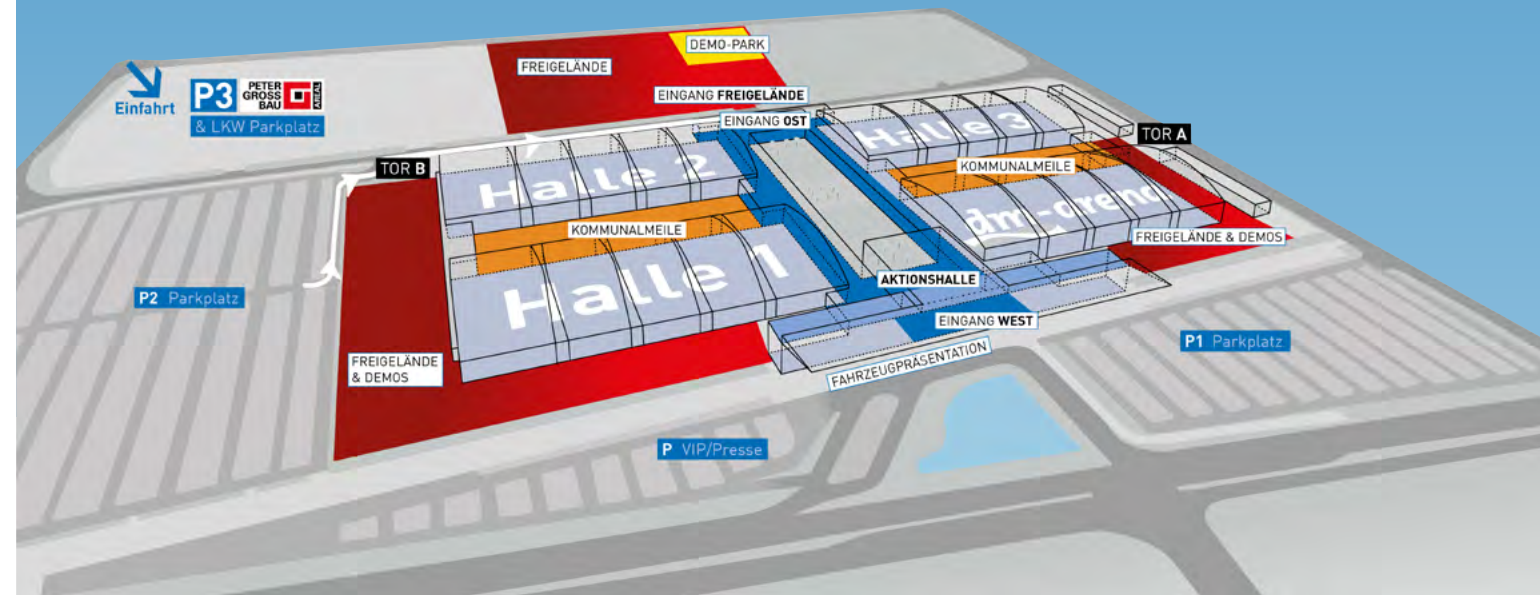 DEMO-PARK
FREIGELÄNDE
Einfahrt
P3
PETER
GROSS
BAU
AREAL
& LKW Parkplatz
EINGANG FREIGELÄNDE
EINGANG OST
Halle 3
TOR A
TOR B
Halle 2
KOMMUNALMEILE
dm-arena
KOMMUNALMEILE
FREIGELÄNDE & DEMOS
Halle 1
AKTIONSHALLE
P2 Parkplatz
EINGANG WEST
P1 Parkplatz
FREIGELÄNDE
& DEMOS
FAHRZEUGPRÄSENTATION
P VIP/Presse